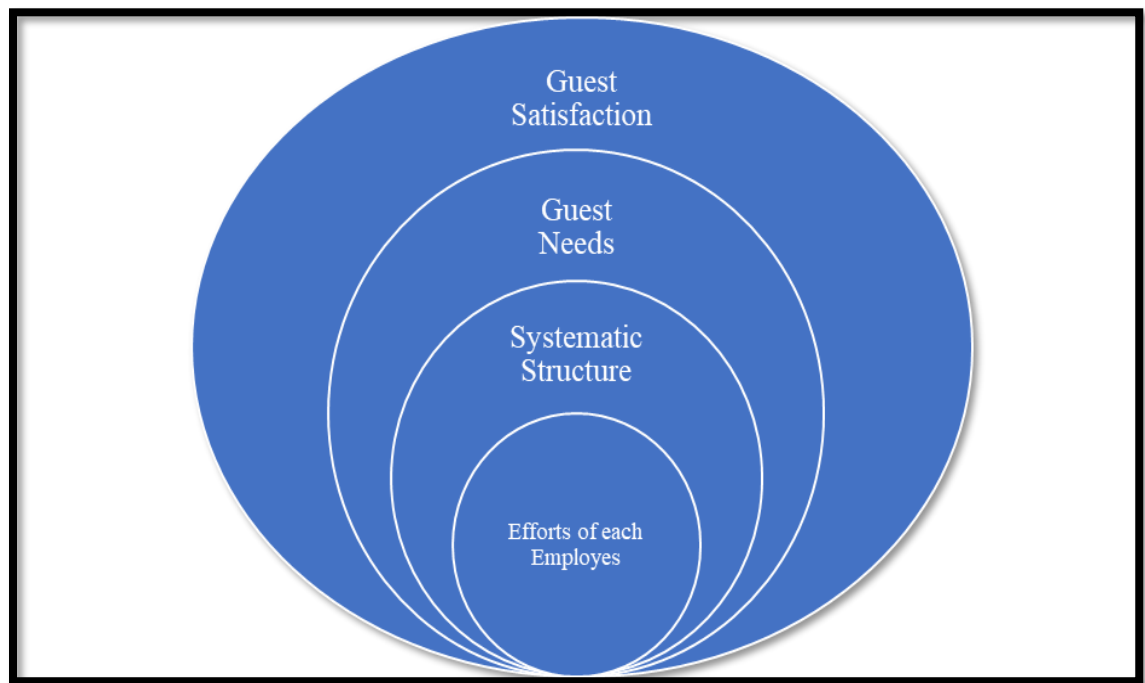 Guest
Satisfaction
Guest
Needs
Systematic
Structure
Efforts of each
Employes